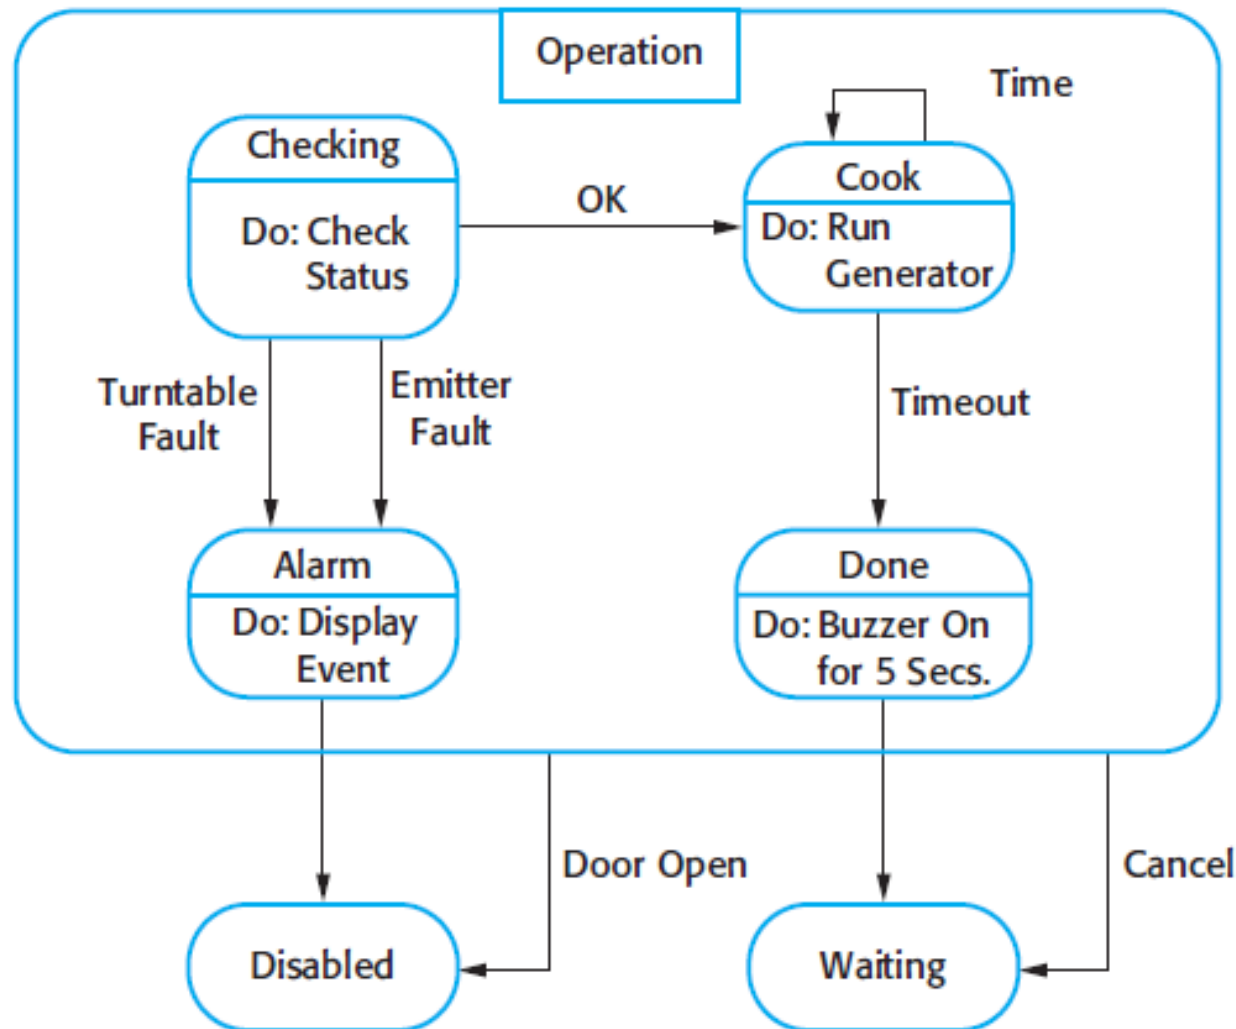 Operation
Time
Checking
Do: Check
Status
OK
Cook
Do: Run
Generator
Turntable
Fault
Emitter
Fault
Timeout
Alarm
Do: Display
Event
Done
Do: Buzzer On
for 5 Secs.
Door Open
Cancel
Disabled
Waiting